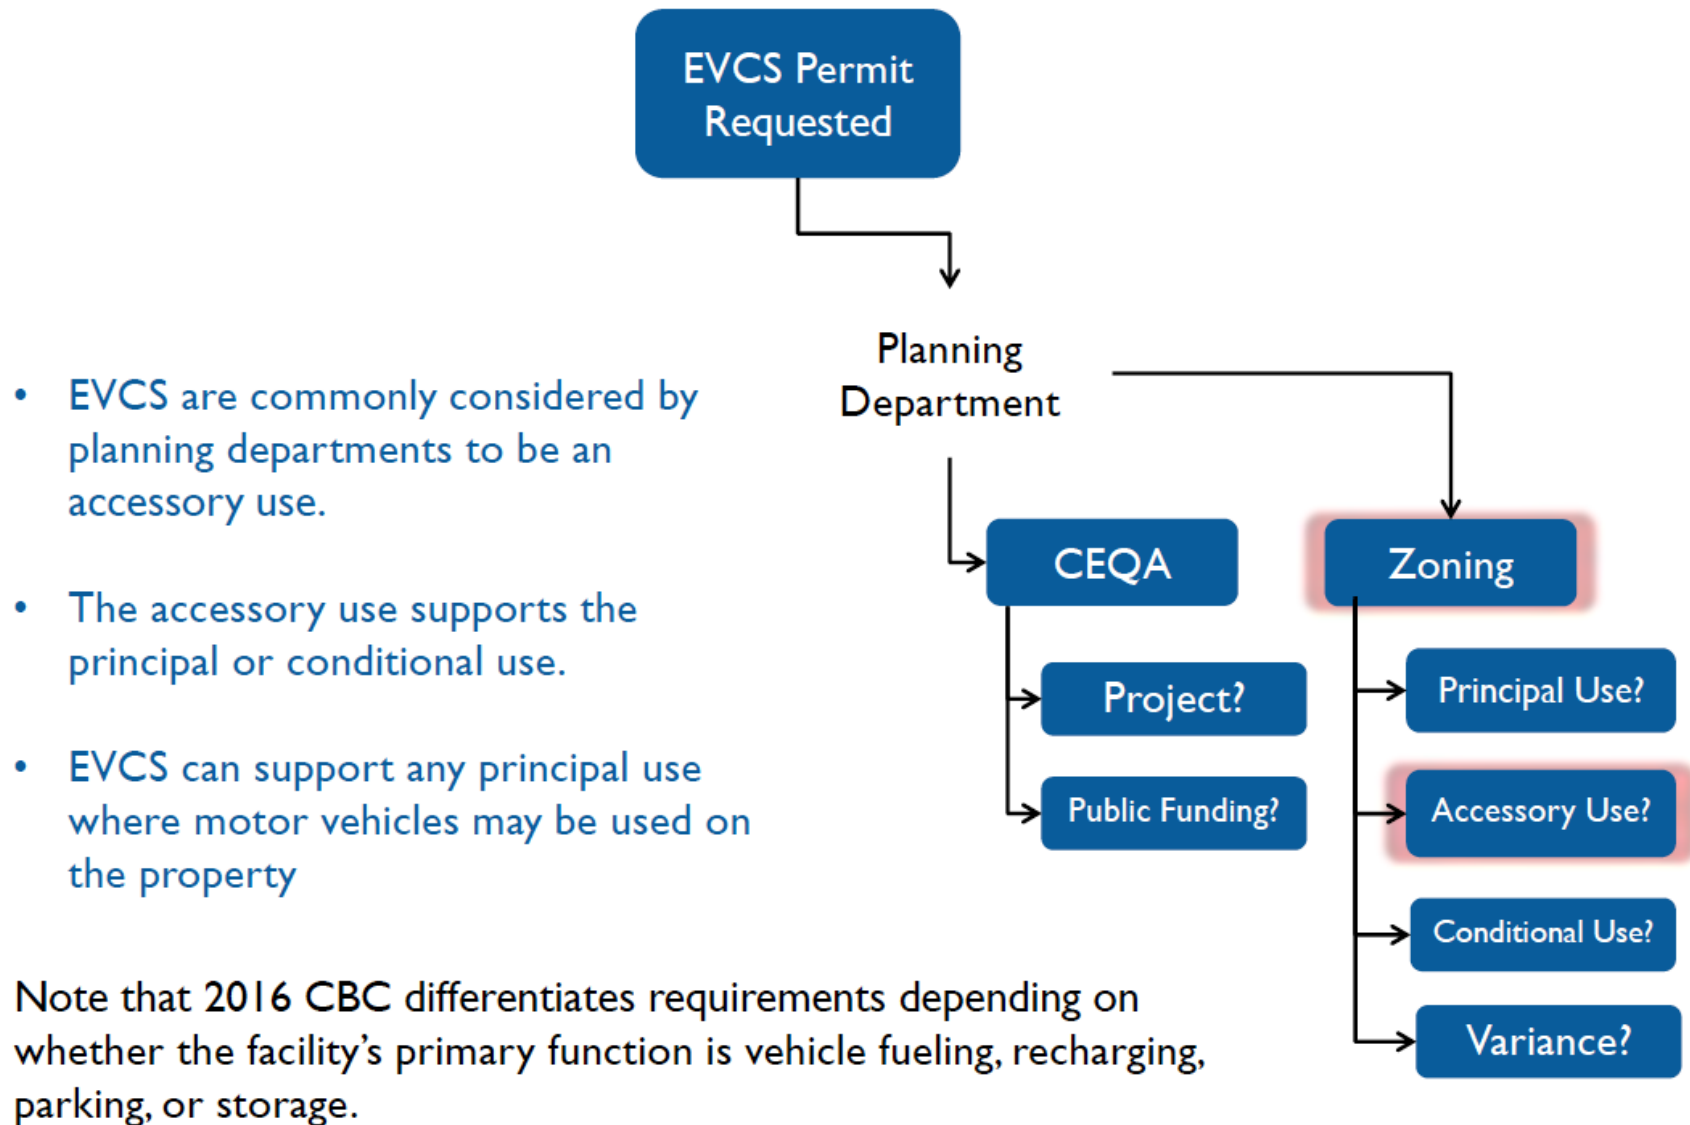 EVCS Permit
Requested
Planning
Department
• EVCS are commonly considered by
planning departments to be an
accessory use.
• The accessory use supports the
principal or conditional use.
• EVCS can support any principal use
where motor vehicles may be used on
the property
CEQA
Project?
Public Funding?
Zoning
Principal Use?
Accessory Use?
Conditional Use?
Variance?
Note that 2016 CBC differentiates requirements depending on
whether the facility’s primary function is vehicle fueling, recharging,
parking, or storage.